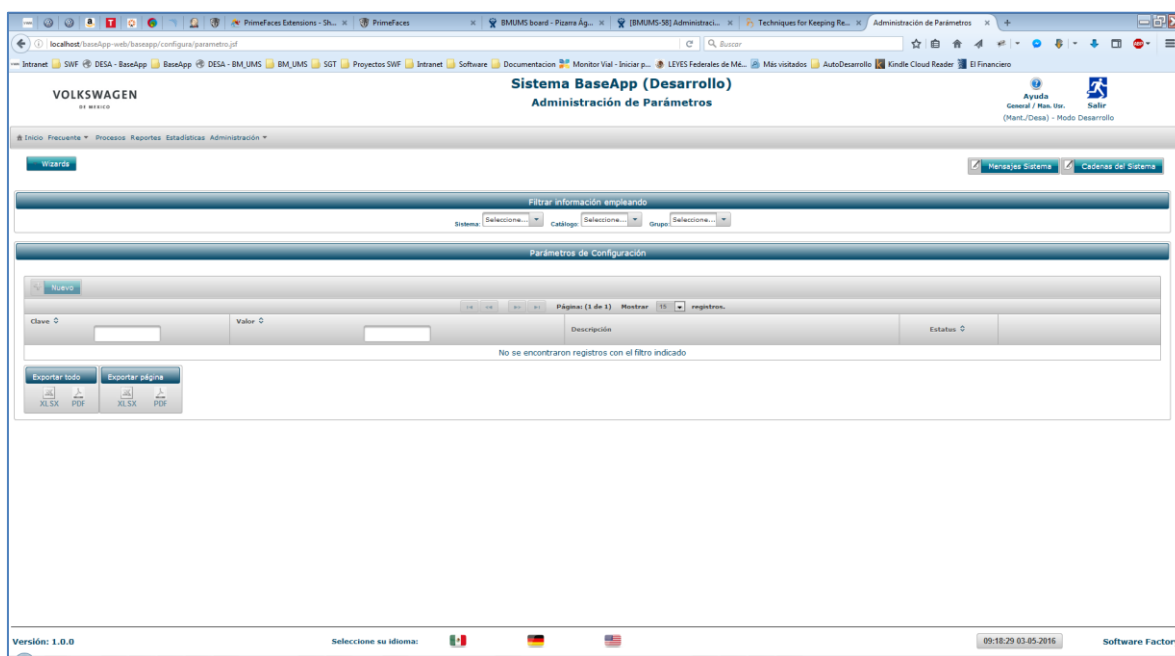 PrimeFaces Extensions - Sh... PrimeFaces BMUMS board - Pizarra Ág... [BMUMS-58] Administraci... Techniques for Keeping Re... Administración de Parámetros
localhost/baseApp-web/baseapp/configura/parametro.jsf Buscar
Intranet SWF DESA - BaseApp BaseApp DESA - BM_UMS BM_UMS SGT Proyectos SWF Intranet Software Documentacion Monitor Vial - Iniciar p... LEYES Federales de Mé... Más visitados AutoDesarrollo Kindle Cloud Reader El Financiero
VOLKSWAGEN
DE MEXICO
Sistema BaseApp (Desarrollo)
Administración de Parámetros
Ayuda
General / Man. Usr.
Salir
(Mant./Desa) - Modo Desarrollo
Inicio Frecuente Procesos Reportes Estadísticas Administración
Wizards Mensajes Sistema Cadenas del Sistema
Filtrar información empleando
Sistema: Seleccione... Catálogo: Seleccione... Grupo: Seleccione...
Parámetros de Configuración
Nuevo
Página: (1 de 1) Mostrar 15 registros.
Clave Valor Descripción Estatus
No se encontraron registros con el filtro indicado
Exportar todo Exportar página
XLSX PDF XLSX PDF
Versión: 1.0.0 Seleccione su idioma: 09:18:29 03-05-2016 Software Factor